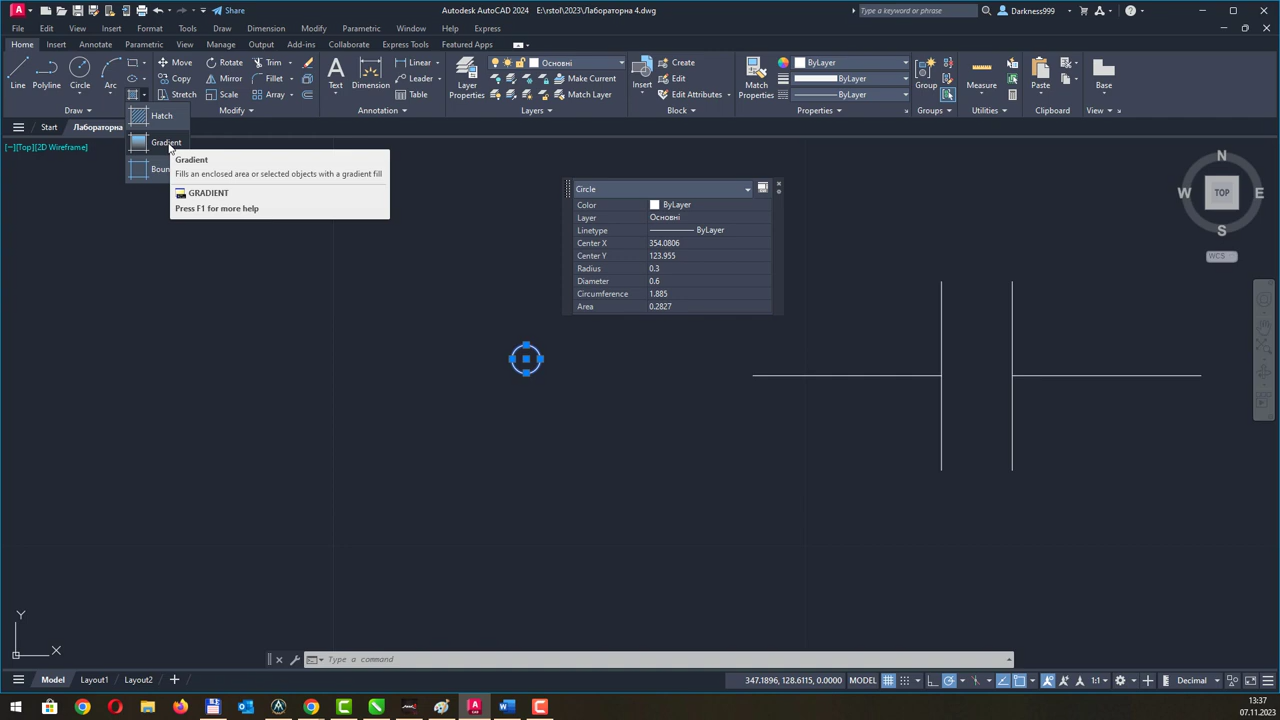 Autodesk AutoCAD 2024 E:\rstof\2023\Лабораторна 4.dwg
Share
Type a keyword or phrase
Darkness999
File Edit View Insert Format Tools Draw Dimension Modify Parametric Window Help Express
Home Insert Annotate Parametric View Manage Output Add-ins Collaborate Express Tools Featured Apps
Line Polyline Circle Arc
Move Rotate Trim
Copy Mirror Fillet
Stretch Scale Array
Text Dimension
Linear
Leader
Table
Layer Properties
Основні
Make Current
Match Layer
Insert
Create
Edit
Edit Attributes
Match Properties
ByLayer
ByLayer
ByLayer
Group
Measure
Paste
Base
Draw Modify Annotation Layers Block Properties Groups Utilities Clipboard View
Start Лабораторна
Hatch
Gradient
Boun
Gradient
Fills an enclosed area or selected objects with a gradient fill
GRADIENT
Press F1 for more help
[−][Top][2D Wireframe]
Circle
Color ByLayer
Layer Основні
Linetype ByLayer
Center X 354.0806
Center Y 123.955
Radius 0.3
Diameter 0.6
Circumference 1.885
Area 0.2827
N
W TOP E
S
WCS
Y
X
Type a command
Model Layout1 Layout2
347.1896, 128.6115, 0.0000 MODEL 1:1 Decimal
13:37
07.11.2023